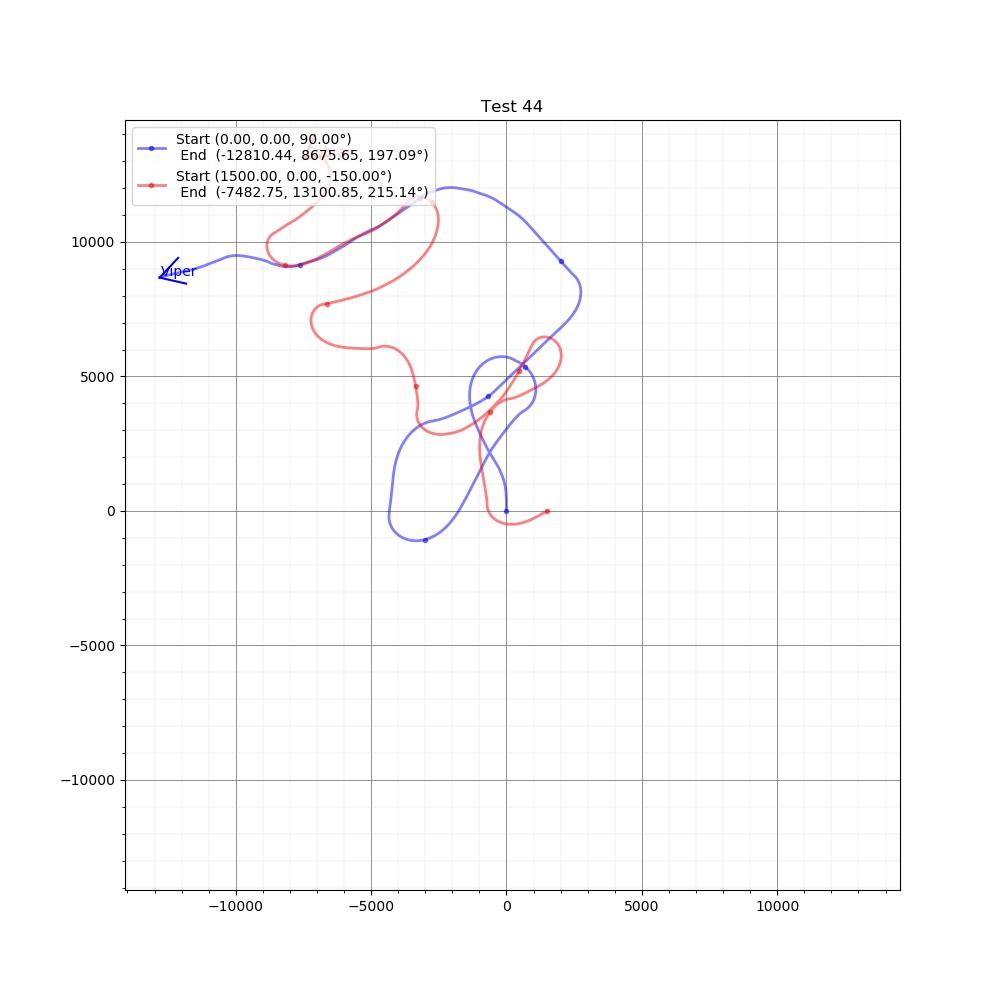 Test 44
Start (0.00, 0.00, 90.00°)
End  (-12810.44, 8675.65, 197.09°)
Start (1500.00, 0.00, -150.00°)
End  (-7482.75, 13100.85, 215.14°)
10000
Viper
5000
0
−5000
−10000
−10000
−5000
0
5000
10000